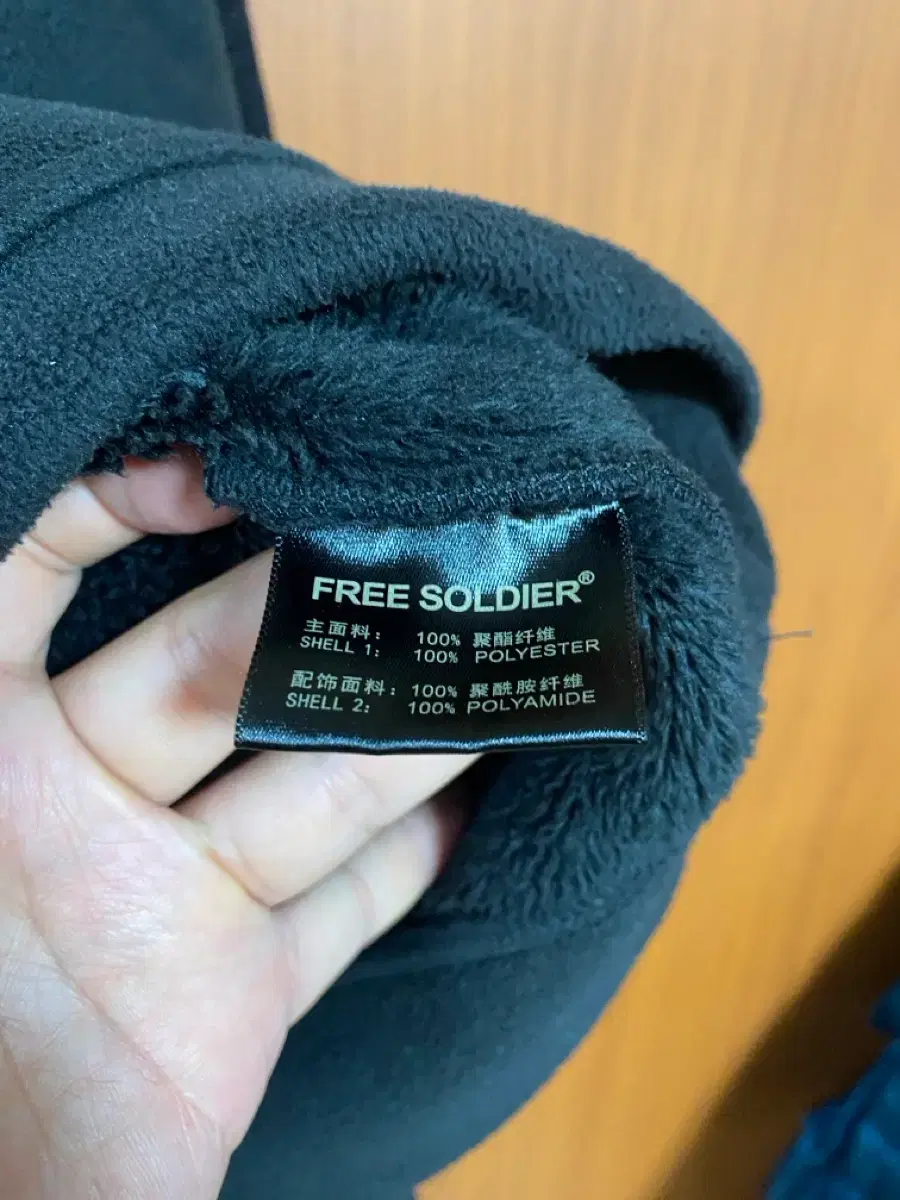 FREE SOLDIER®
主面料： 100% 聚酯纤维
SHELL 1： 100% POLYESTER
配饰面料：100% 聚酰胺纤维
SHELL 2： 100% POLYAMIDE